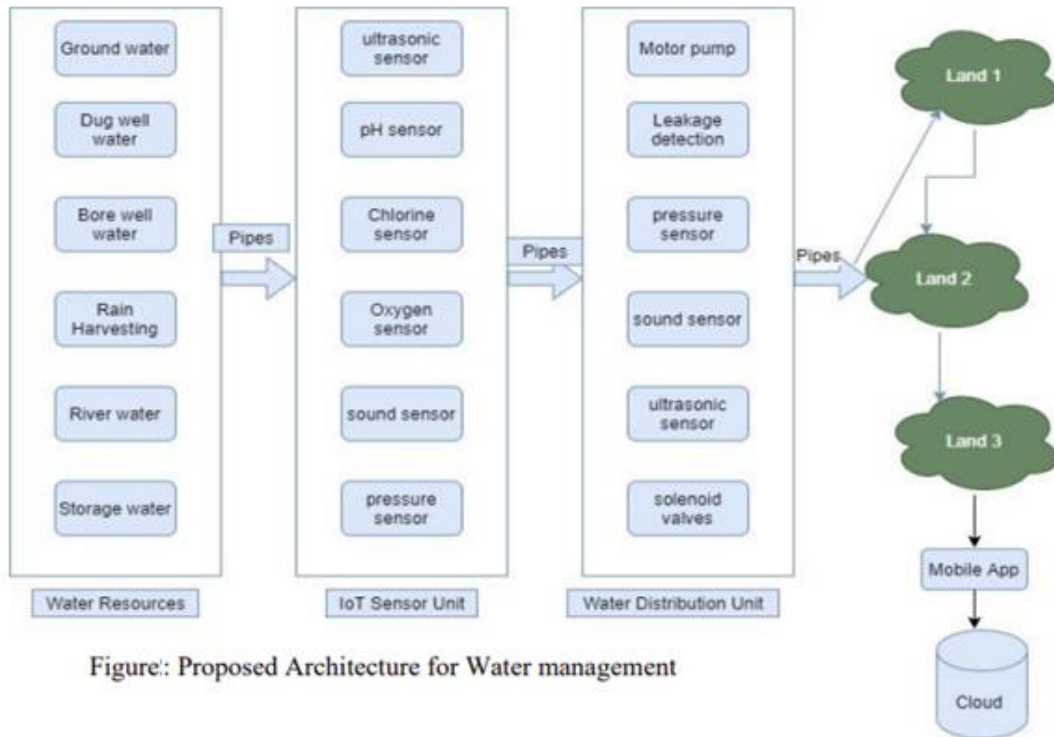 Ground water
Dug well
water
Bore well
water
Rain
Harvesting
River water
Storage water
Water Resources
Pipes
ultrasonic
sensor
pH sensor
Chlorine
sensor
Oxygen
sensor
sound sensor
pressure
sensor
IoT Sensor Unit
Pipes
Motor pump
Leakage
detection
pressure
sensor
sound sensor
ultrasonic
sensor
solenoid
valves
Water Distribution Unit
Pipes
Land 1
Land 2
Land 3
Mobile App
Cloud
Figure: Proposed Architecture for Water management